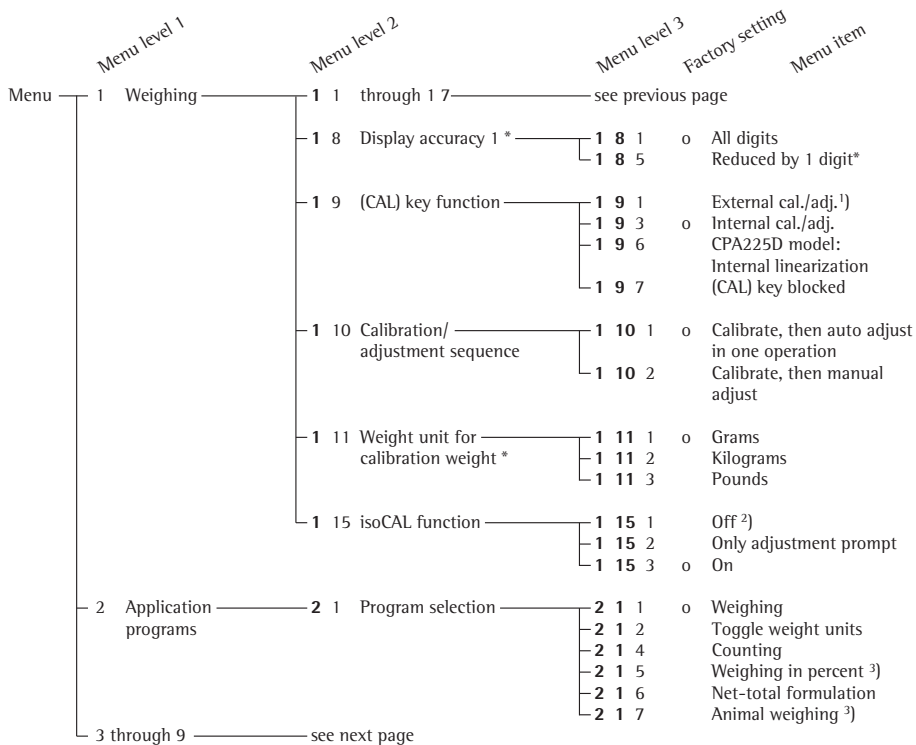 Menu level 1 Menu level 2 Menu level 3 Factory setting Menu item
Menu 1 Weighing 1 1 through 1 7 see previous page
1 8 Display accuracy 1 * 1 8 1 o All digits
1 8 5 Reduced by 1 digit*
1 9 (CAL) key function 1 9 1 External cal./adj.1)
1 9 3 o Internal cal./adj.
1 9 6 CPA225D model:
Internal linearization
1 9 7 (CAL) key blocked
1 10 Calibration/ 1 10 1 o Calibrate, then auto adjust
adjustment sequence in one operation
1 10 2 Calibrate, then manual
adjust
1 11 Weight unit for 1 11 1 o Grams
calibration weight * 1 11 2 Kilograms
1 11 3 Pounds
1 15 isoCAL function 1 15 1 Off 2)
1 15 2 Only adjustment prompt
1 15 3 o On
2 Application 2 1 Program selection 2 1 1 o Weighing
programs 2 1 2 Toggle weight units
2 1 4 Counting
2 1 5 Weighing in percent 3)
2 1 6 Net-total formulation
2 1 7 Animal weighing 3)
3 through 9 see next page